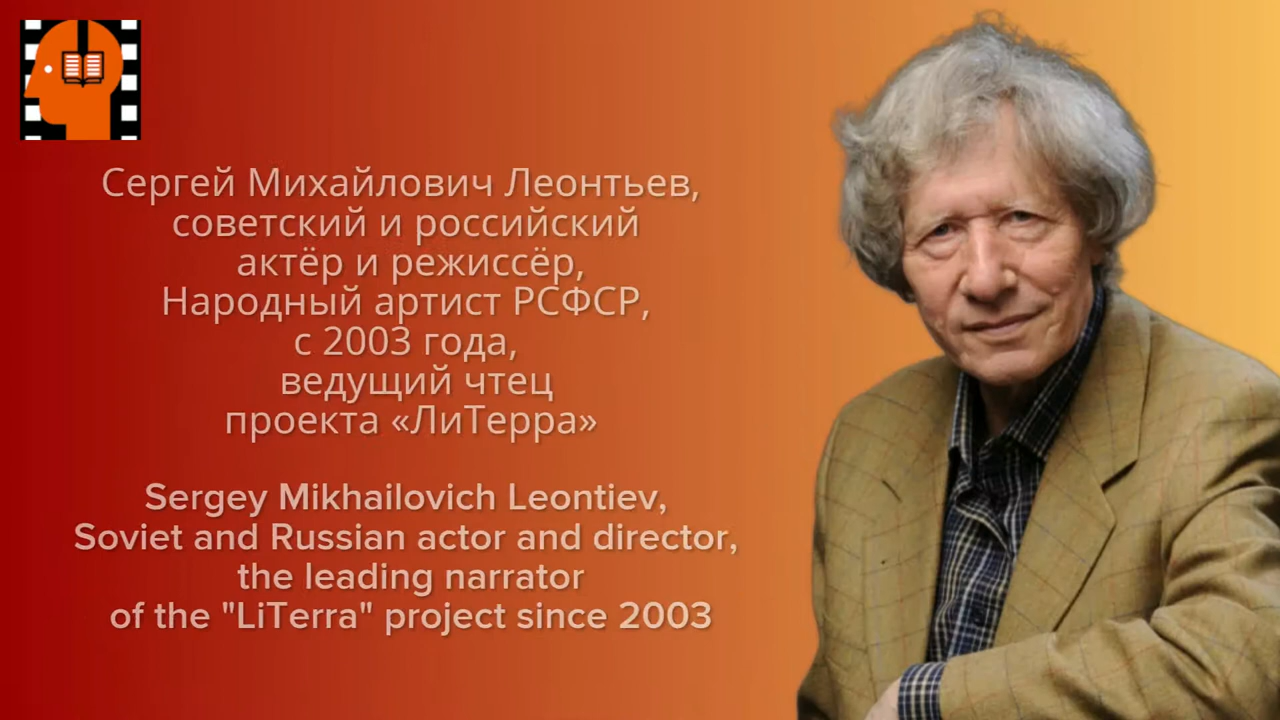 Сергей Михайлович Леонтьев,
советский и российский
актёр и режиссёр,
Народный артист РСФСР,
с 2003 года,
ведущий чтец
проекта «ЛиТерра»
Sergey Mikhailovich Leontiev,
Soviet and Russian actor and director,
the leading narrator
of the "LiTerra" project since 2003